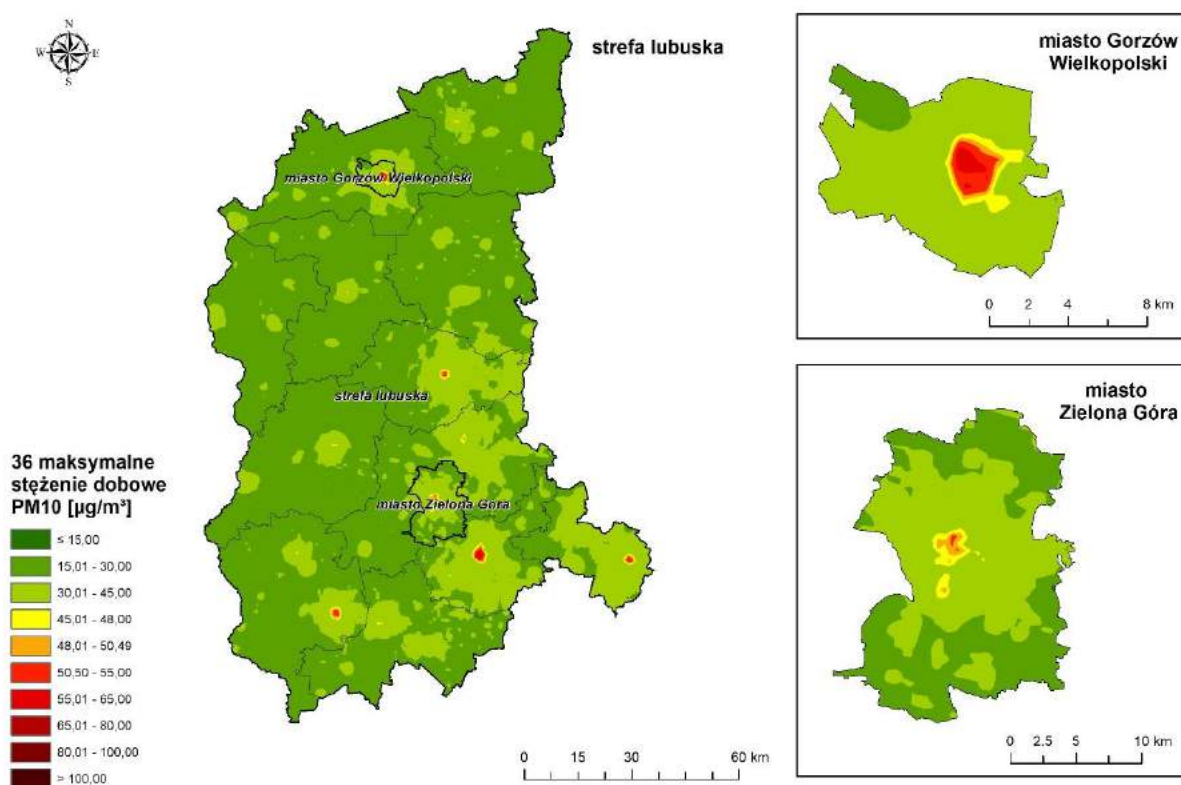 N
W E
S
strefa lubuska
miasto Gorzów Wielkopolski
strefa lubuska
miasto Zielona Góra
36 maksymalne
stężenie dobowe
PM10 [µg/m³]
≤ 15,00
15,01 - 30,00
30,01 - 45,00
45,01 - 48,00
48,01 - 50,49
50,50 - 55,00
55,01 - 65,00
65,01 - 80,00
80,01 - 100,00
> 100,00
0 15 30 60 km
miasto Gorzów
Wielkopolski
0 2 4 8 km
miasto
Zielona Góra
0 2.5 5 10 km